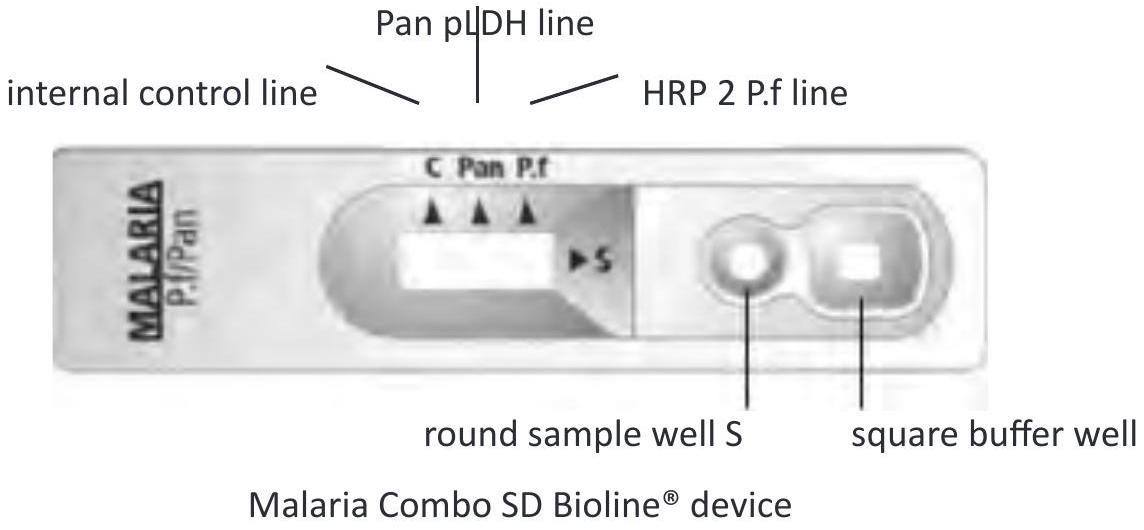 Pan pLDH line
internal control line
HRP 2 P.f line
C Pan P.f
MALARIA
P.f/Pan
S
round sample well S
square buffer well
Malaria Combo SD Bioline® device